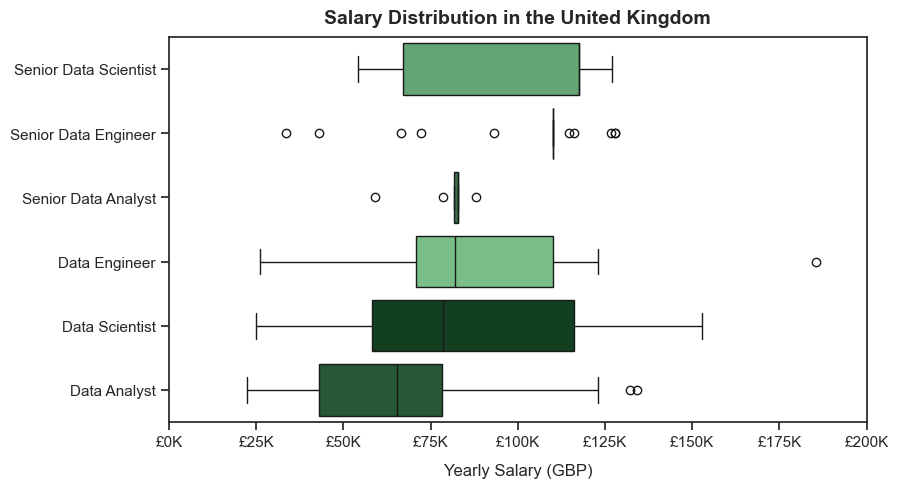 Salary Distribution in the United Kingdom
Senior Data Scientist
Senior Data Engineer
Senior Data Analyst
Data Engineer
Data Scientist
Data Analyst
£0K £25K £50K £75K £100K £125K £150K £175K £200K
Yearly Salary (GBP)